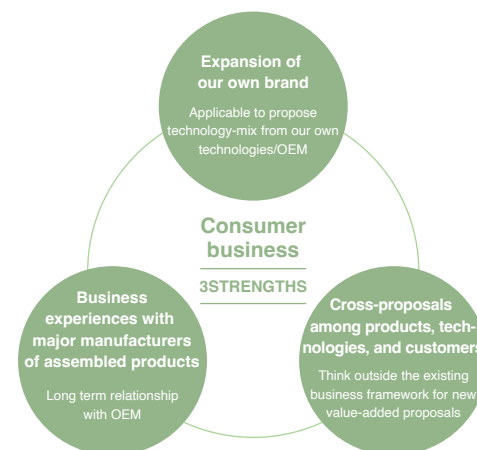 Expansion of
our own brand
Applicable to propose
technology-mix from our own
technologies/OEM
Consumer
business
3STRENGTHS
Business
experiences with
major manufacturers
of assembled products
Long term relationship
with OEM
Cross-proposals
among products, tech-
nologies, and customers
Think outside the existing
business framework for new
value-added proposals